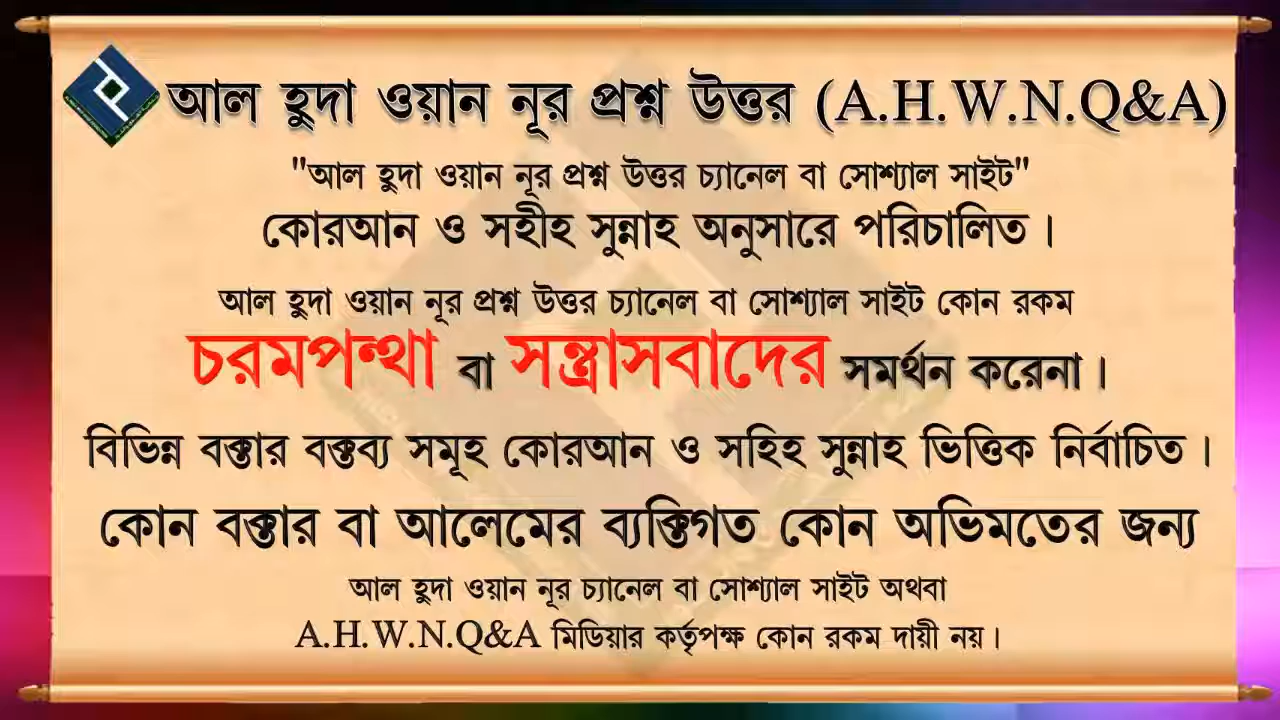 আল হুদা ওয়ান নূর প্রশ্ন উত্তর (A.H.W.N.Q&A)
"আল হুদা ওয়ান নূর প্রশ্ন উত্তর চ্যানেল বা সোশ্যাল সাইট"
কোরআন ও সহীহ সুন্নাহ অনুসারে পরিচালিত।
আল হুদা ওয়ান নূর প্রশ্ন উত্তর চ্যানেল বা সোশ্যাল সাইট কোন রকম
চরমপন্থা বা সন্ত্রাসবাদের সমর্থন করেনা।
বিভিন্ন বক্তার বক্তব্য সমূহ কোরআন ও সহিহ সুন্নাহ ভিত্তিক নির্বাচিত।
কোন বক্তার বা আলেমের ব্যক্তিগত কোন অভিমতের জন্য
আল হুদা ওয়ান নূর চ্যানেল বা সোশ্যাল সাইট অথবা
A.H.W.N.Q&A মিডিয়ার কর্তৃপক্ষ কোন রকম দায়ী নয়।